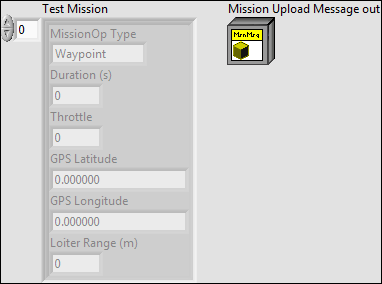 Test Mission
0
MissionOp Type
Waypoint
Duration (s)
0
Throttle
0
GPS Latitude
0.000000
GPS Longitude
0.000000
Loiter Range (m)
0
Mission Upload Message out
MsnMsg